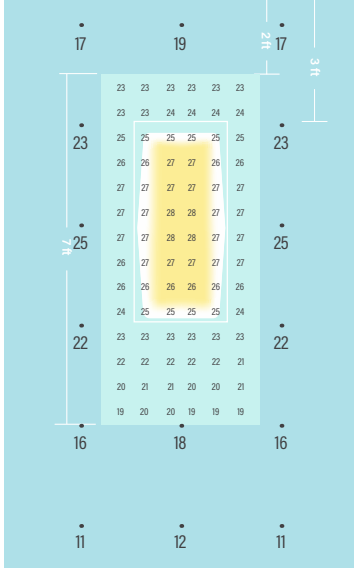 2 ft
3 ft
17 19 17
23 23 23 23 23 23
23 23 24 24 24 24
23 23
25 25 25 25 25 25
26 26 27 27 26 26
27 27 27 27 27 27
27 27 28 28 27 27
25 25
7 ft
27 27 28 28 27 27
26 27 27 27 27 26
26 26 26 26 26 26
24 25 25 25 25 24
22 22
23 23 23 23 23 23
22 22 22 22 22 21
20 21 21 20 20 21
19 20 20 19 19 19
16 18 16
11 12 11